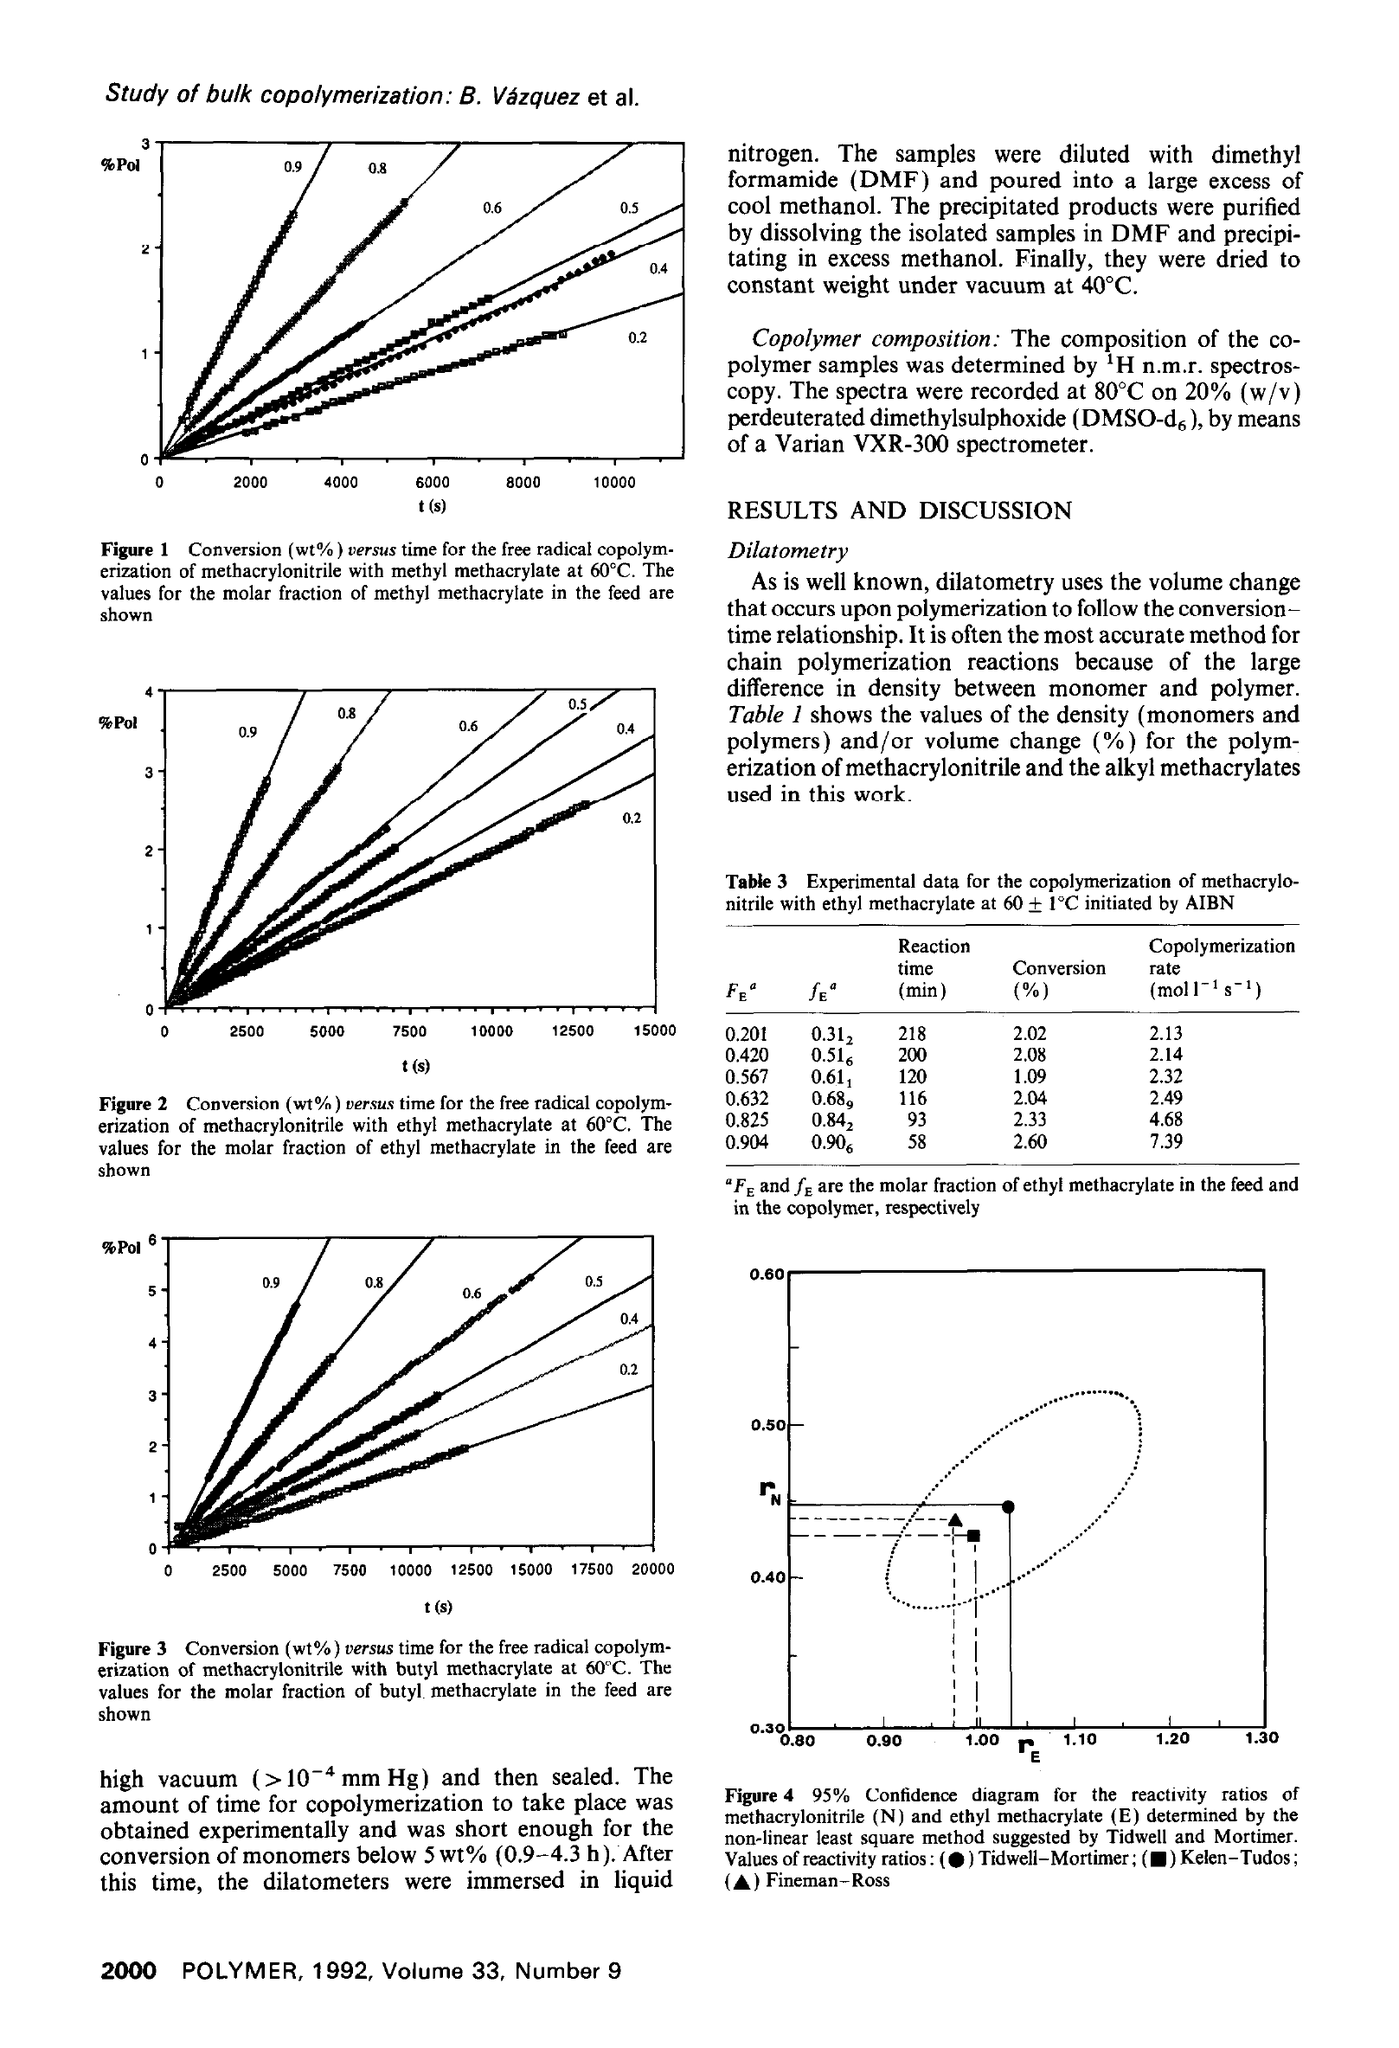 Study of bulk copolymerization: B. Vázquez et al.
3
%Pol
0.9
0.8
0.6
0.5
2
0.4
1
0.2
0
0 2000 4000 6000 8000 10000
t (s)
Figure 1 Conversion (wt%) versus time for the free radical copolym-
erization of methacrylonitrile with methyl methacrylate at 60°C. The
values for the molar fraction of methyl methacrylate in the feed are
shown
4
%Pol
0.9
0.8
0.6
0.5
0.4
3
2
0.2
1
0
0 2500 5000 7500 10000 12500 15000
t (s)
Figure 2 Conversion (wt%) versus time for the free radical copolym-
erization of methacrylonitrile with ethyl methacrylate at 60°C. The
values for the molar fraction of ethyl methacrylate in the feed are
shown
%Pol 6
5
0.9
0.8
0.6
0.5
4
0.4
3
0.2
2
1
0
0 2500 5000 7500 10000 12500 15000 17500 20000
t (s)
Figure 3 Conversion (wt%) versus time for the free radical copolym-
erization of methacrylonitrile with butyl methacrylate at 60°C. The
values for the molar fraction of butyl methacrylate in the feed are
shown
high vacuum (>10⁻⁴ mm Hg) and then sealed. The
amount of time for copolymerization to take place was
obtained experimentally and was short enough for the
conversion of monomers below 5 wt% (0.9–4.3 h). After
this time, the dilatometers were immersed in liquid
nitrogen. The samples were diluted with dimethyl
formamide (DMF) and poured into a large excess of
cool methanol. The precipitated products were purified
by dissolving the isolated samples in DMF and precipi-
tating in excess methanol. Finally, they were dried to
constant weight under vacuum at 40°C.
Copolymer composition: The composition of the co-
polymer samples was determined by ¹H n.m.r. spectros-
copy. The spectra were recorded at 80°C on 20% (w/v)
perdeuterated dimethylsulphoxide (DMSO-d₆), by means
of a Varian VXR-300 spectrometer.
RESULTS AND DISCUSSION
Dilatometry
As is well known, dilatometry uses the volume change
that occurs upon polymerization to follow the conversion–
time relationship. It is often the most accurate method for
chain polymerization reactions because of the large
difference in density between monomer and polymer.
Table 1 shows the values of the density (monomers and
polymers) and/or volume change (%) for the polym-
erization of methacrylonitrile and the alkyl methacrylates
used in this work.
Table 3 Experimental data for the copolymerization of methacrylo-
nitrile with ethyl methacrylate at 60 ± 1°C initiated by AIBN
Reaction Copolymerization
time Conversion rate
F_E^a f_E^a (min) (%) (mol l⁻¹ s⁻¹)
0.201 0.31₂ 218 2.02 2.13
0.420 0.51₆ 200 2.08 2.14
0.567 0.61₁ 120 1.09 2.32
0.632 0.68₉ 116 2.04 2.49
0.825 0.84₂ 93 2.33 4.68
0.904 0.90₆ 58 2.60 7.39
ᵃF_E and f_E are the molar fraction of ethyl methacrylate in the feed and
in the copolymer, respectively
0.60
0.50
r_N
0.40
0.30
0.80 0.90 1.00 r_E 1.10 1.20 1.30
Figure 4 95% Confidence diagram for the reactivity ratios of
methacrylonitrile (N) and ethyl methacrylate (E) determined by the
non-linear least square method suggested by Tidwell and Mortimer.
Values of reactivity ratios: (●) Tidwell–Mortimer; (■) Kelen–Tudos;
(▲) Fineman–Ross
2000 POLYMER, 1992, Volume 33, Number 9